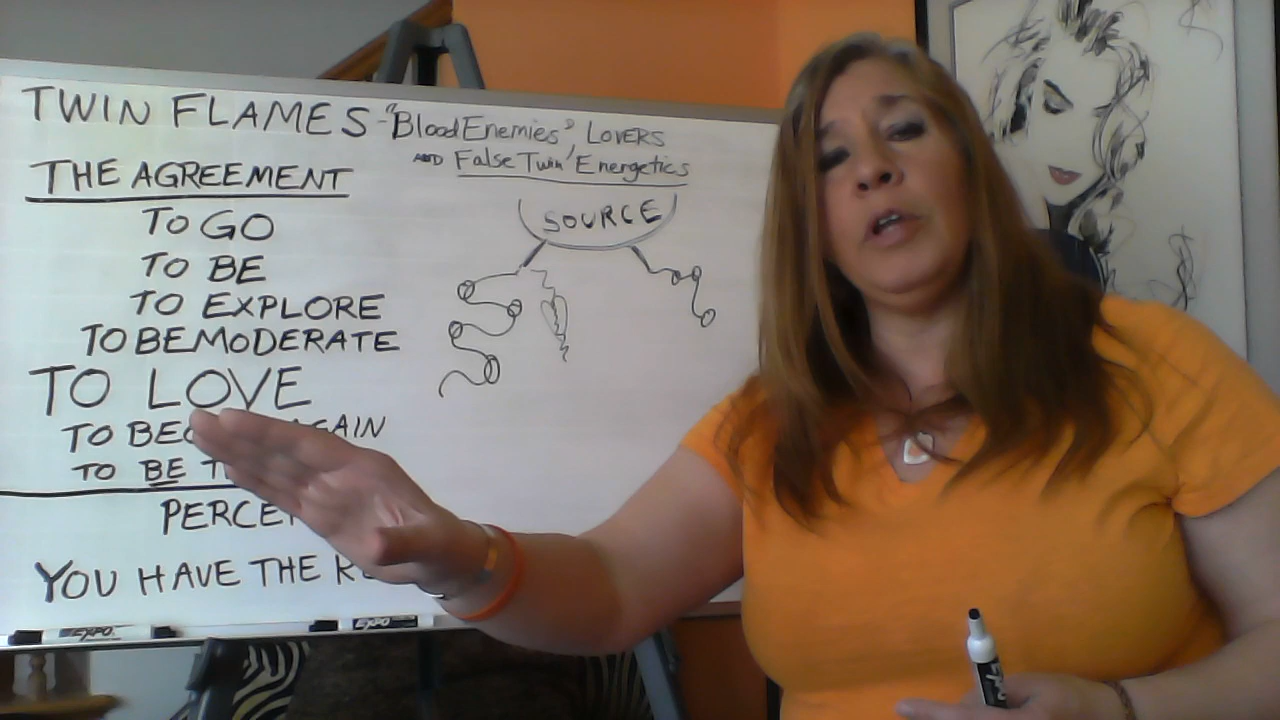 TWIN FLAMES - "Blood Enemies" LOVERS
AND False Twin' Energetics
THE AGREEMENT
TO GO
TO BE
TO EXPLORE
TO BE MODERATE
TO LOVE
TO BE AGAIN
TO BE
YOU HAVE THE
SOURCE
EXPO
EXPO
EXPO